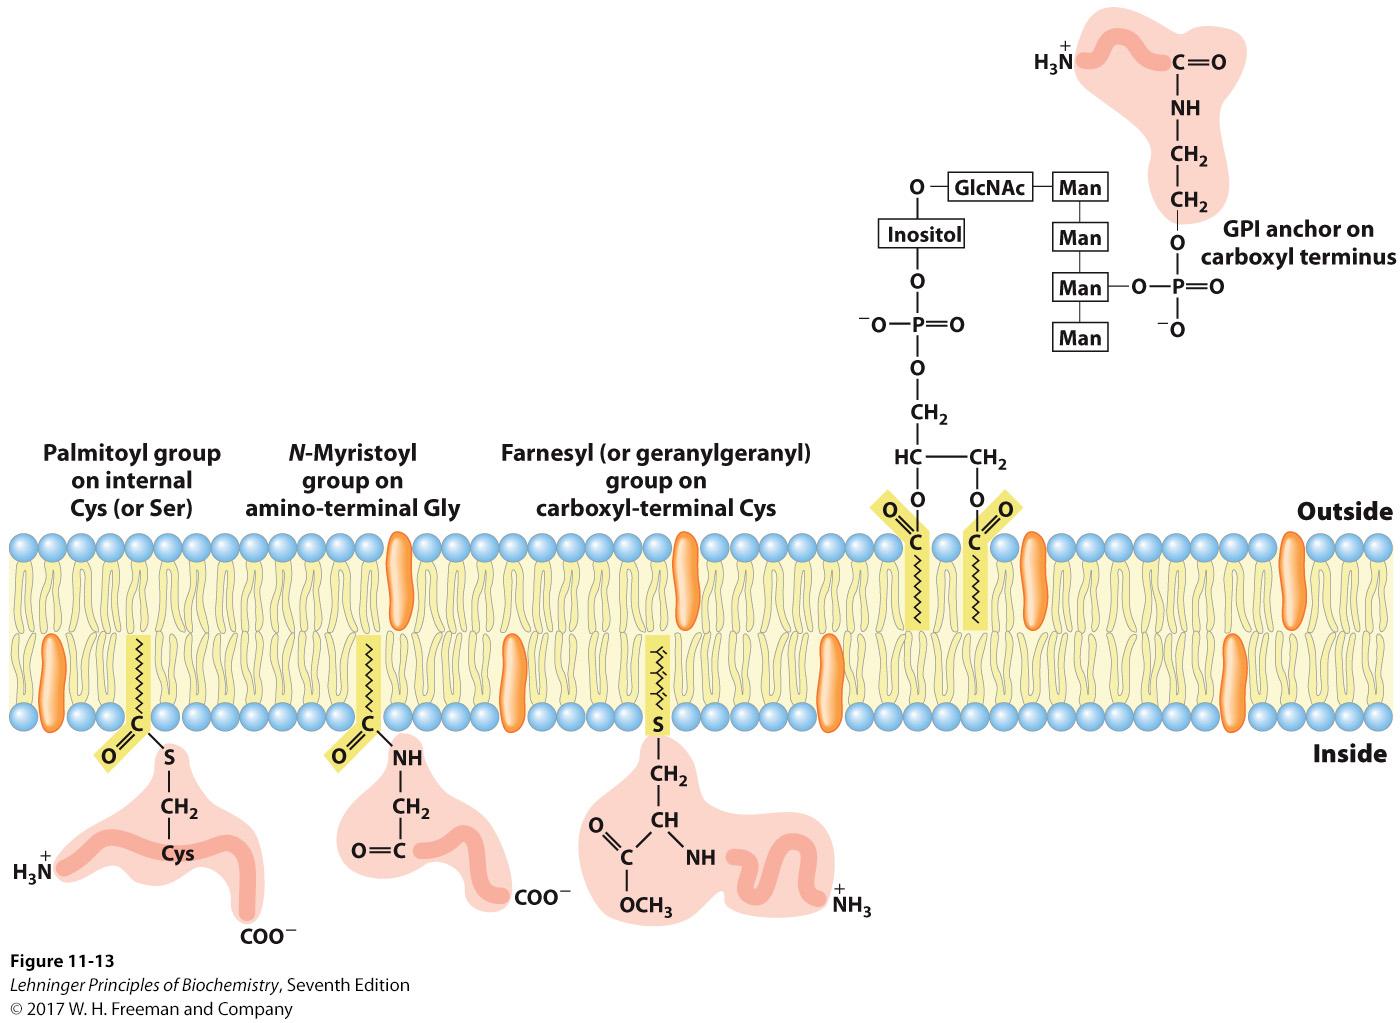 H₃N⁺
C=O
NH
CH₂
CH₂
O
GPI anchor on
carboxyl terminus
O
GlcNAc
Man
Inositol
Man
Man
O
P=O
⁻O
Man
O
⁻O
P=O
O
CH₂
HC
CH₂
O
O
O
C
C
O
Palmitoyl group
on internal
Cys (or Ser)
N-Myristoyl
group on
amino-terminal Gly
Farnesyl (or geranylgeranyl)
group on
carboxyl-terminal Cys
Outside
Inside
C
O
S
CH₂
Cys
H₃N⁺
COO⁻
C
O
NH
CH₂
O=C
COO⁻
S
CH₂
CH
O
C
NH
OCH₃
⁺NH₃
Figure 11-13
Lehninger Principles of Biochemistry, Seventh Edition
© 2017 W. H. Freeman and Company